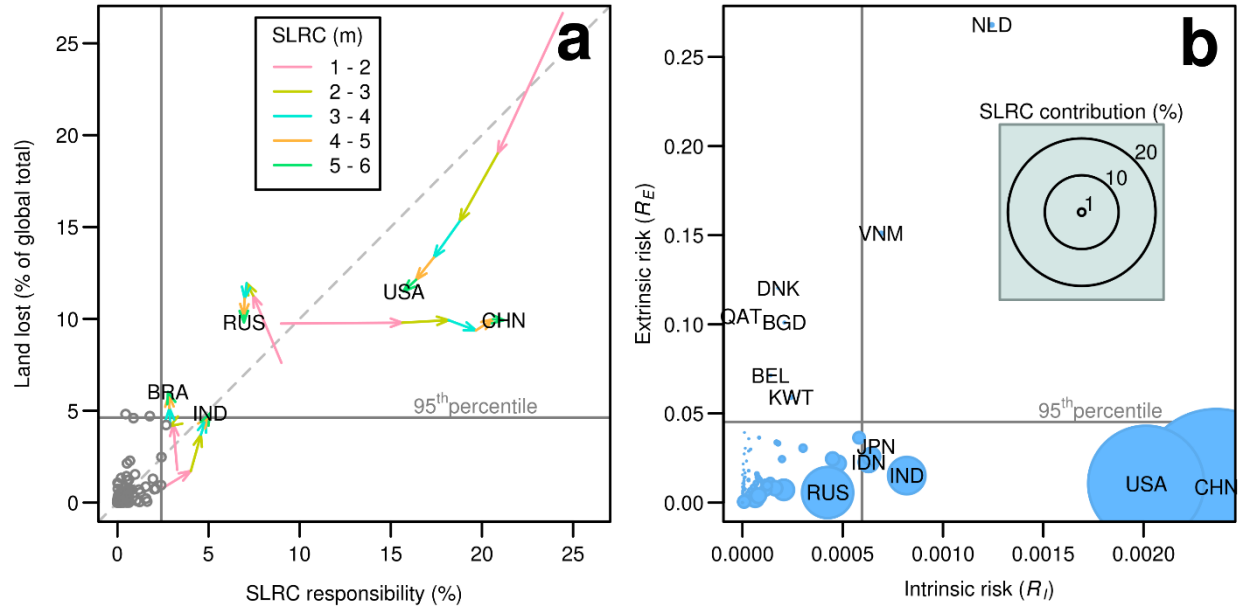 a
SLRC (m)
1 - 2
2 - 3
3 - 4
4 - 5
5 - 6
25
20
15
10
5
0
Land lost (% of global total)
USA
RUS
CHN
BRA
IND
95th percentile
0
5
10
15
20
25
SLRC responsibility (%)
b
NLD
SLRC contribution (%)
20
10
1
0.25
0.20
0.15
0.10
0.05
0.00
Extrinsic risk (RE)
VNM
DNK
QAT
BGD
BEL
KWT
95th percentile
JPN
IDN
IND
RUS
USA
CHN
0.0000
0.0005
0.0010
0.0015
0.0020
Intrinsic risk (RI)